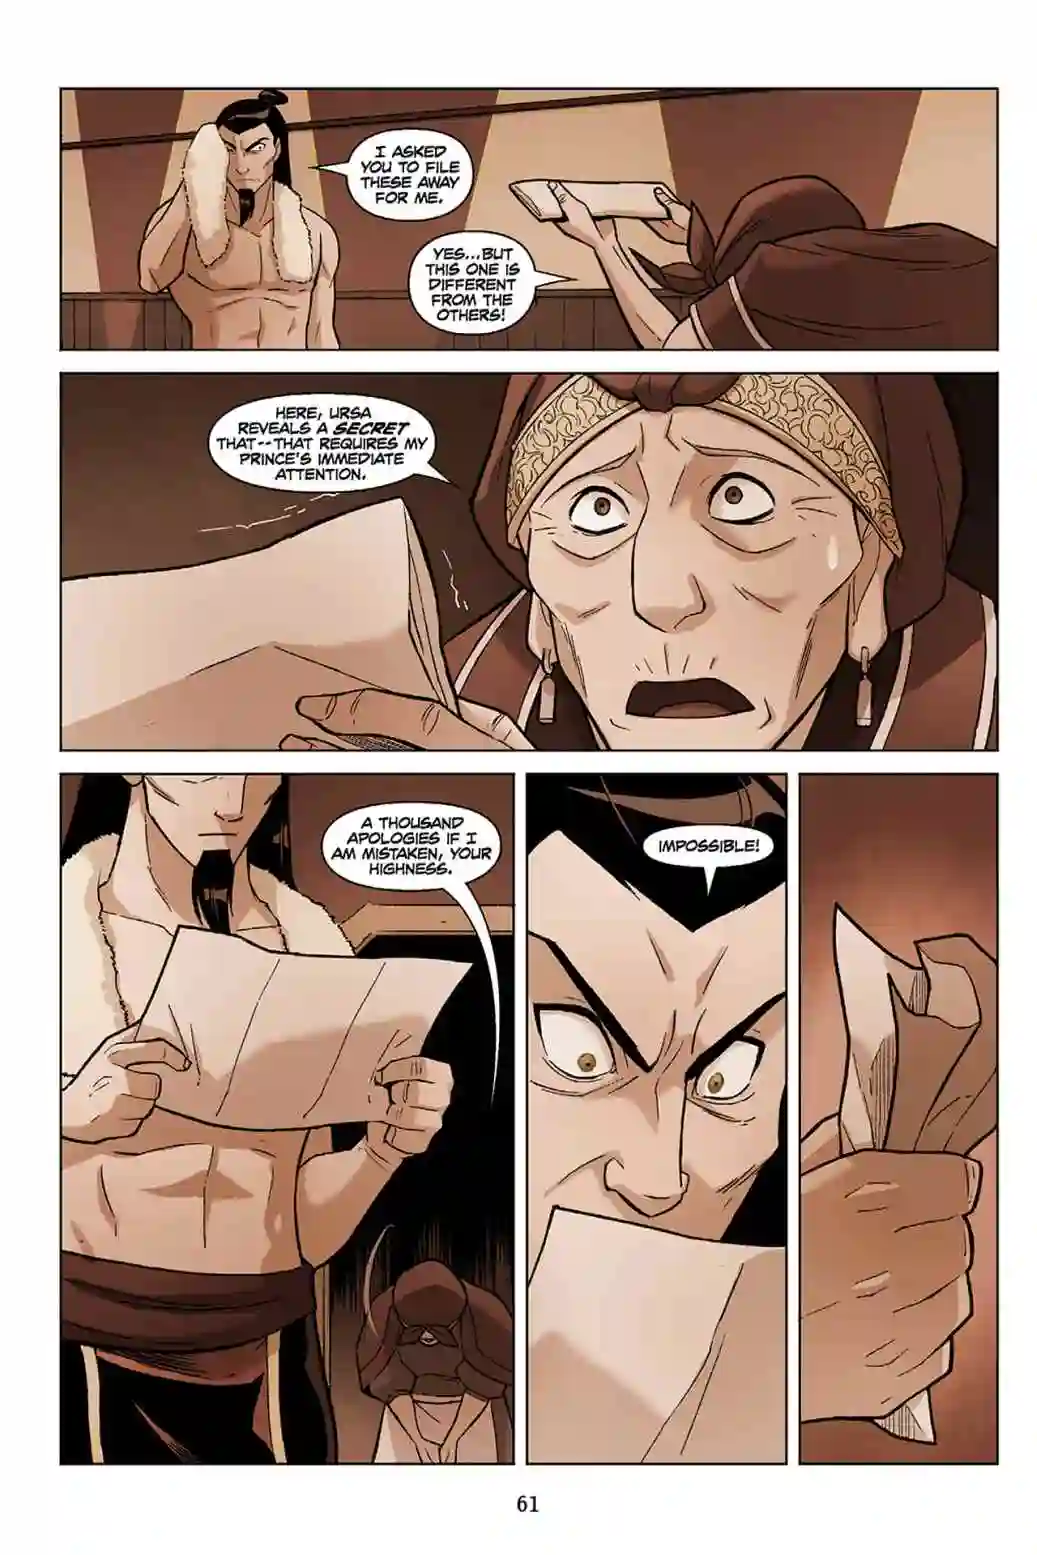 I ASKED
YOU TO FILE
THESE AWAY
FOR ME.
YES...BUT
THIS ONE IS
DIFFERENT
FROM THE
OTHERS!
HERE, URSA
REVEALS A SECRET
THAT--THAT REQUIRES MY
PRINCE'S IMMEDIATE
ATTENTION.
A THOUSAND
APOLOGIES IF I
AM MISTAKEN, YOUR
HIGHNESS.
IMPOSSIBLE!
61